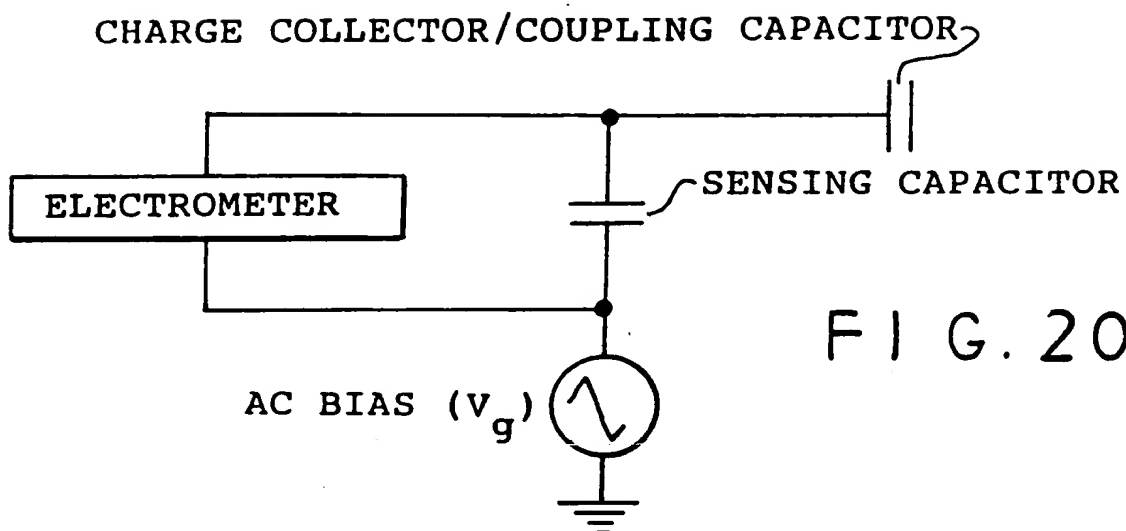 CHARGE COLLECTOR/COUPLING CAPACITOR
SENSING CAPACITOR
ELECTROMETER
FIG. 20
AC BIAS (Vg)